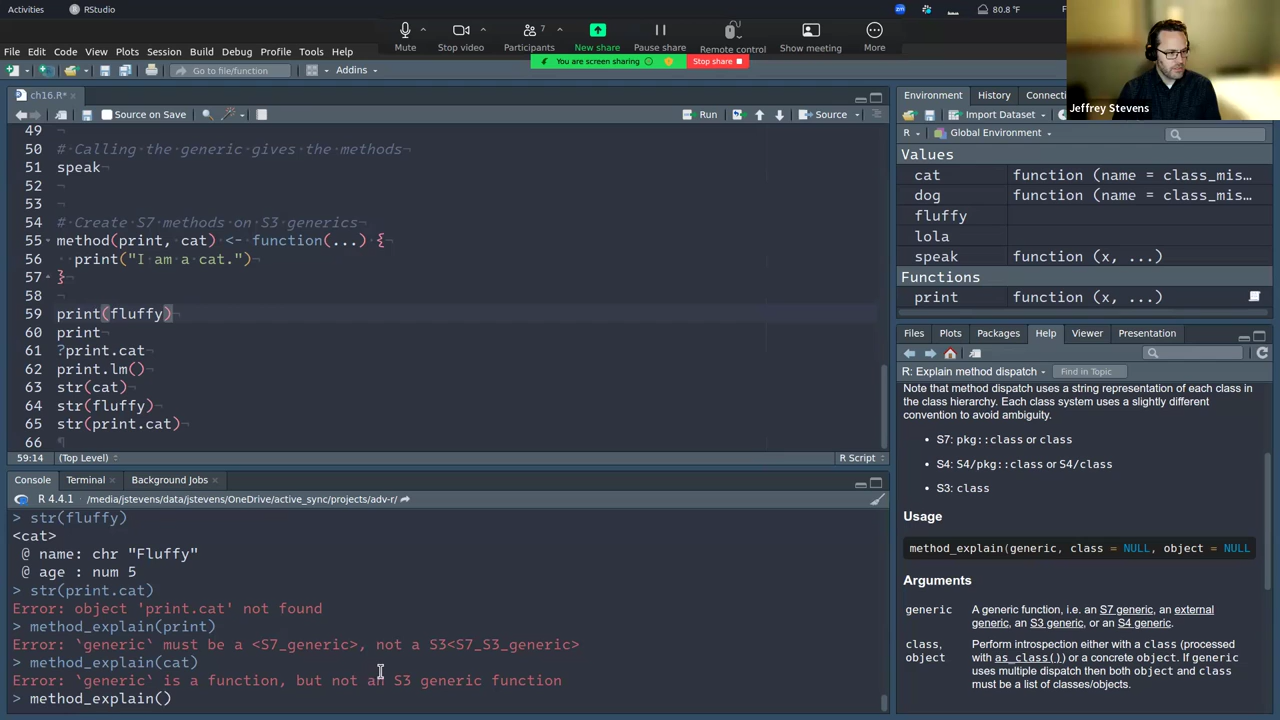 Activities
RStudio
80.8 °F
Mute
Stop video
Participants
7
New share
Pause share
Remote control
Show meeting
More
You are screen sharing
Stop share
Jeffrey Stevens
File Edit Code View Plots Session Build Debug Profile Tools Help
Go to file/function
Addins
ch16.R*
Source on Save
Run
Source
49
50 # Calling the generic gives the methods
51 speak
52
53
54 # Create S7 methods on S3 generics
55 method(print, cat) <- function(...) {
56 print("I am a cat.")
57 }
58
59 print(fluffy)
60 print
61 ?print.cat
62 print.lm()
63 str(cat)
64 str(fluffy)
65 str(print.cat)
66
59:14 (Top Level) R Script
Console Terminal Background Jobs
R 4.4.1 · /media/jstevens/data/jstevens/OneDrive/active_sync/projects/adv-r/
> str(fluffy)
<cat>
@ name: chr "Fluffy"
@ age : num 5
> str(print.cat)
Error: object 'print.cat' not found
> method_explain(print)
Error: `generic` must be a <S7_generic>, not a S3<S7_S3_generic>
> method_explain(cat)
Error: `generic` is a function, but not an S3 generic function
> method_explain()
Environment History Connecti
Import Dataset
R Global Environment
Values
cat function (name = class_mis…
dog function (name = class_mis…
fluffy
lola
speak function (x, ...)
Functions
print function (x, ...)
Files Plots Packages Help Viewer Presentation
R: Explain method dispatch Find in Topic
Note that method dispatch uses a string representation of each class in
the class hierarchy. Each class system uses a slightly different
convention to avoid ambiguity.
• S7: pkg::class or class
• S4: S4/pkg::class or S4/class
• S3: class
Usage
method_explain(generic, class = NULL, object = NULL
Arguments
generic A generic function, i.e. an S7 generic, an external
generic, an S3 generic, or an S4 generic.
class, Perform introspection either with a class (processed
object with as_class()) or a concrete object. If generic
uses multiple dispatch then both object and class
must be a list of classes/objects.